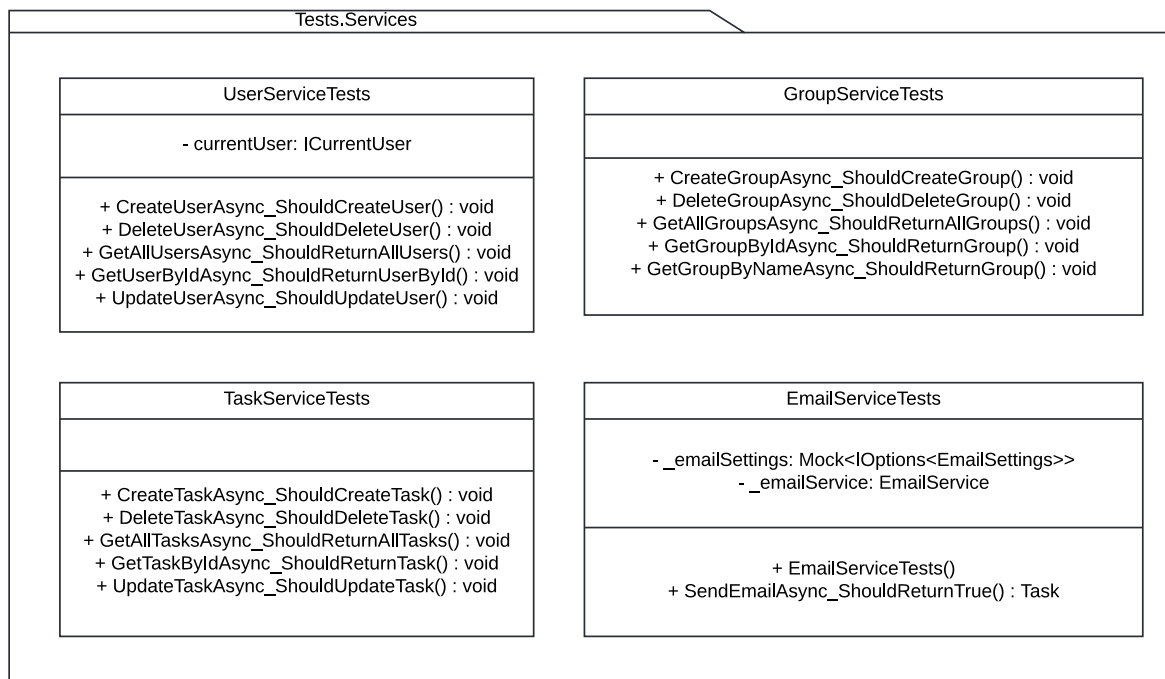 Tests.Services
UserServiceTests
- currentUser: ICurrentUser
+ CreateUserAsync_ShouldCreateUser() : void
+ DeleteUserAsync_ShouldDeleteUser() : void
+ GetAllUsersAsync_ShouldReturnAllUsers() : void
+ GetUserByIdAsync_ShouldReturnUserById() : void
+ UpdateUserAsync_ShouldUpdateUser() : void
GroupServiceTests
+ CreateGroupAsync_ShouldCreateGroup() : void
+ DeleteGroupAsync_ShouldDeleteGroup() : void
+ GetAllGroupsAsync_ShouldReturnAllGroups() : void
+ GetGroupByIdAsync_ShouldReturnGroup() : void
+ GetGroupByNameAsync_ShouldReturnGroup() : void
TaskServiceTests
+ CreateTaskAsync_ShouldCreateTask() : void
+ DeleteTaskAsync_ShouldDeleteTask() : void
+ GetAllTasksAsync_ShouldReturnAllTasks() : void
+ GetTaskByIdAsync_ShouldReturnTask() : void
+ UpdateTaskAsync_ShouldUpdateTask() : void
EmailServiceTests
- _emailSettings: Mock<IOptions<EmailSettings>>
- _emailService: EmailService
+ EmailServiceTests()
+ SendEmailAsync_ShouldReturnTrue() : Task